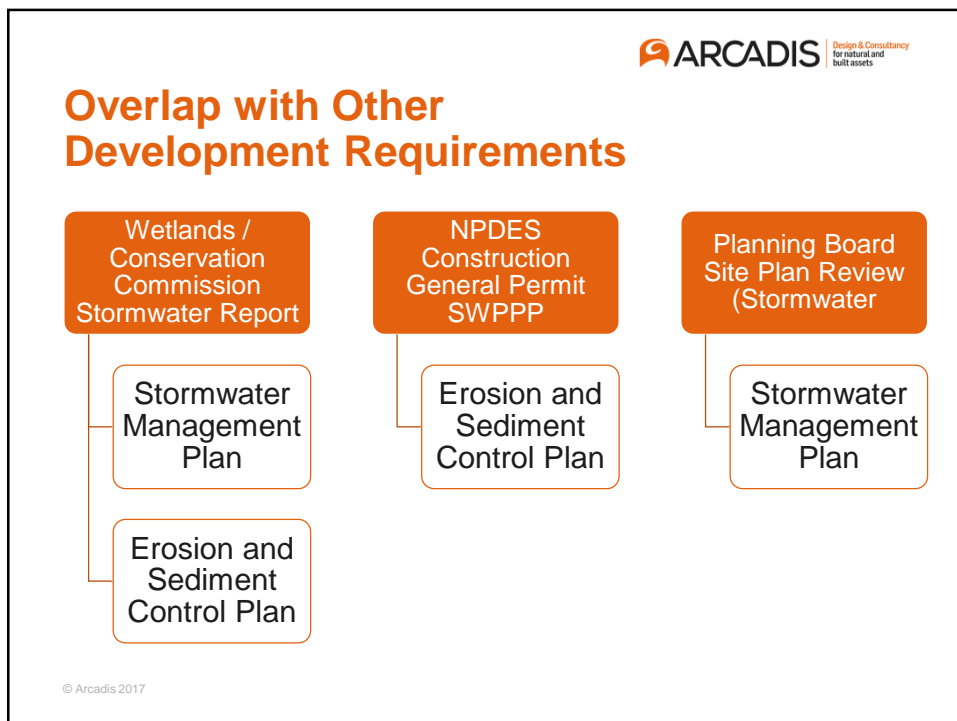 ARCADIS
Design & Consultancy
for natural and
built assets
Overlap with Other
Development Requirements
Wetlands /
Conservation
Commission
Stormwater Report
Stormwater
Management
Plan
Erosion and
Sediment
Control Plan
NPDES
Construction
General Permit
SWPPP
Erosion and
Sediment
Control Plan
Planning Board
Site Plan Review
(Stormwater
Stormwater
Management
Plan
© Arcadis 2017